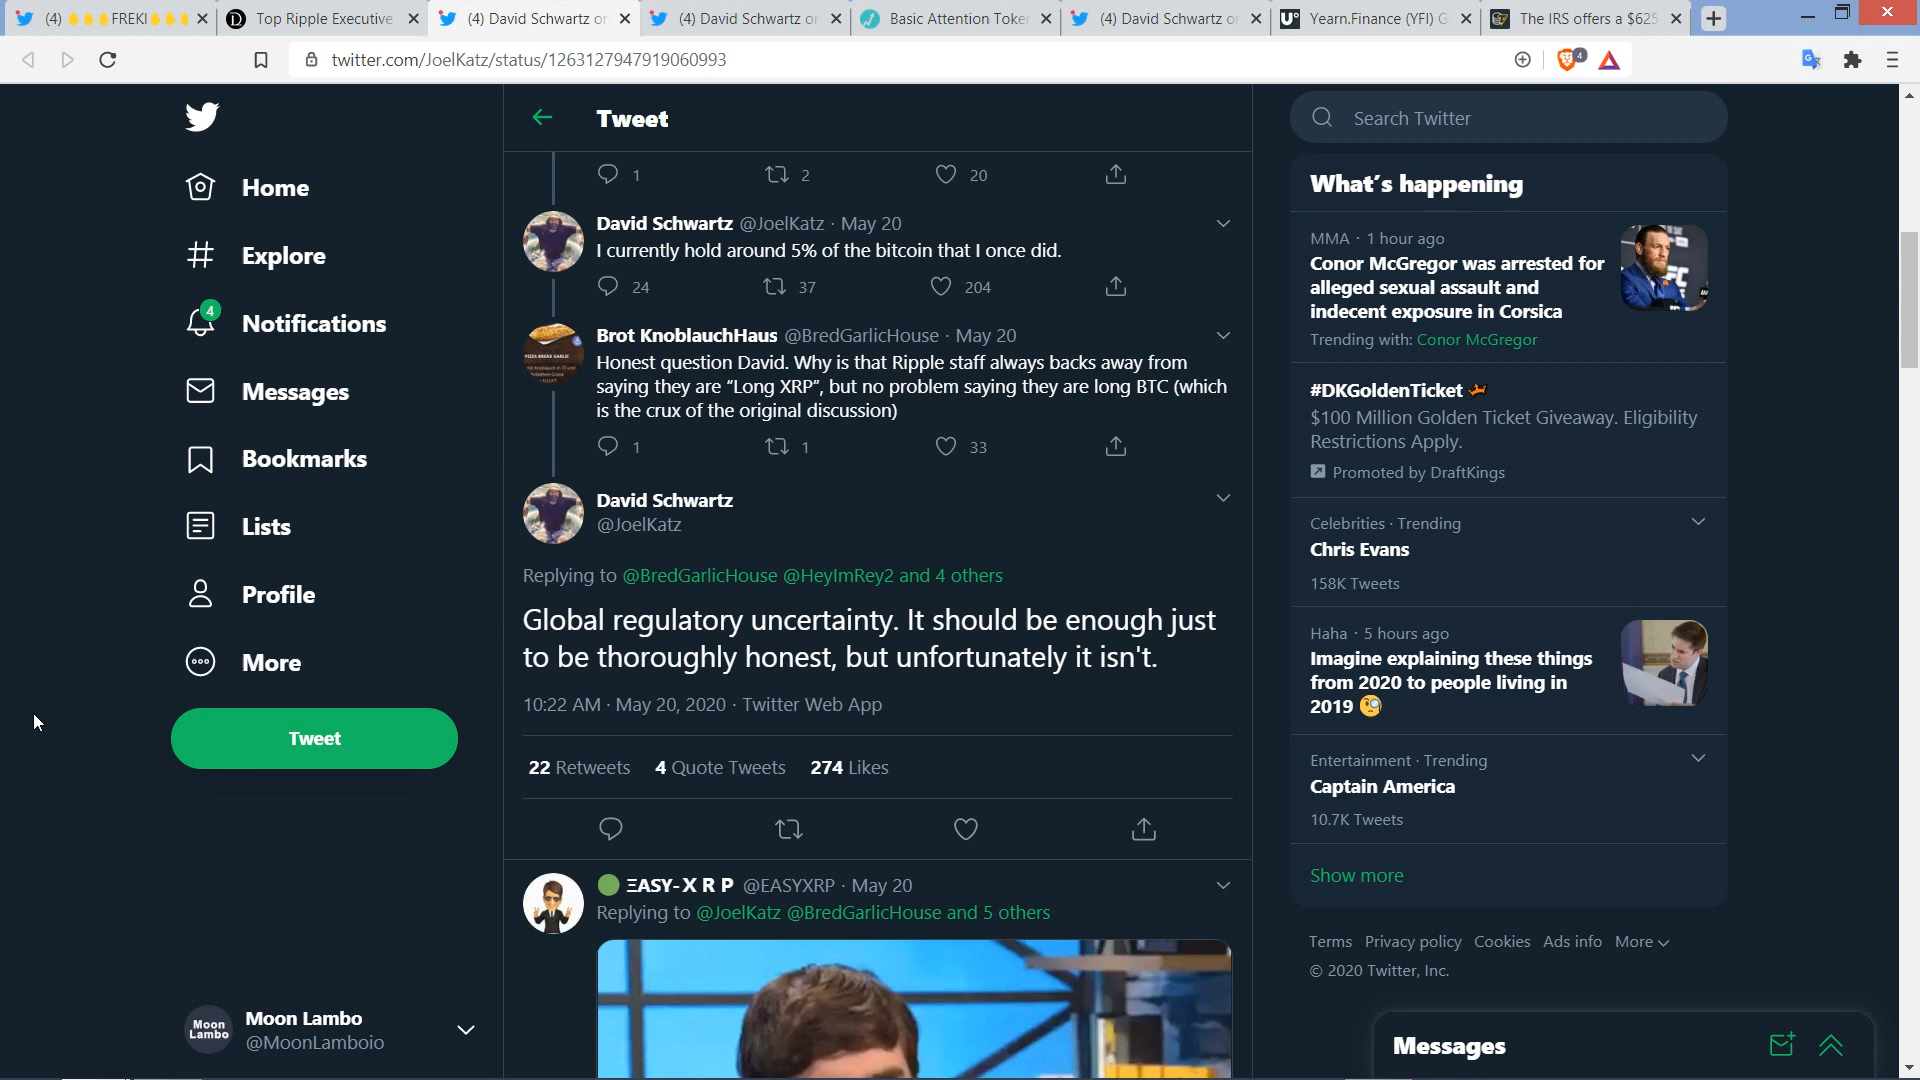 (4) 🔥🔥🔥FREKI🔥🔥🔥
Top Ripple Executive
(4) David Schwartz or
(4) David Schwartz on
Basic Attention Toke
(4) David Schwartz or
Yearn.Finance (YFI) G
The IRS offers a $625
twitter.com/JoelKatz/status/1263127947919060993
4
Home
Explore
4
Notifications
Messages
Bookmarks
Lists
Profile
More
Tweet
Moon Lambo
Moon Lambo
@MoonLamboio
Tweet
1 2 20
David Schwartz @JoelKatz · May 20
I currently hold around 5% of the bitcoin that I once did.
24 37 204
Brot KnoblauchHaus @BredGarlicHouse · May 20
Honest question David. Why is that Ripple staff always backs away from
saying they are “Long XRP“, but no problem saying they are long BTC (which
is the crux of the original discussion)
1 1 33
David Schwartz
@JoelKatz
Replying to @BredGarlicHouse @HeyImRey2 and 4 others
Global regulatory uncertainty. It should be enough just
to be thoroughly honest, but unfortunately it isn't.
10:22 AM · May 20, 2020 · Twitter Web App
22 Retweets 4 Quote Tweets 274 Likes
🟢 ΞASY-X R P @EASYXRP · May 20
Replying to @JoelKatz @BredGarlicHouse and 5 others
Search Twitter
What’s happening
MMA · 1 hour ago
Conor McGregor was arrested for
alleged sexual assault and
indecent exposure in Corsica
Trending with: Conor McGregor
#DKGoldenTicket
$100 Million Golden Ticket Giveaway. Eligibility
Restrictions Apply.
Promoted by DraftKings
Celebrities · Trending
Chris Evans
158K Tweets
Haha · 5 hours ago
Imagine explaining these things
from 2020 to people living in
2019 🧐
Entertainment · Trending
Captain America
10.7K Tweets
Show more
Terms Privacy policy Cookies Ads info More
© 2020 Twitter, Inc.
Messages